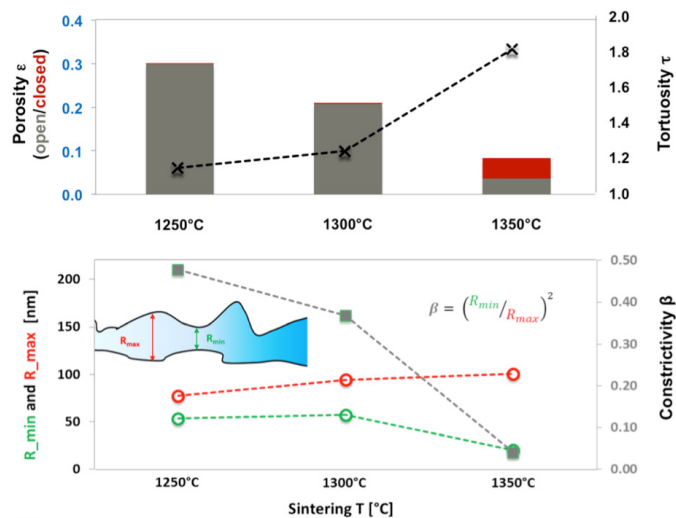 Porosity ε
(open/closed)
0.4
0.3
0.2
0.1
0.0
2.0
1.8
1.6
1.4
1.2
1.0
Tortuosity τ
1250°C 1300°C 1350°C
R_min and R_max [nm]
200
150
100
50
0
R_max
R_min
β = (R_min/R_max)²
0.50
0.40
0.30
0.20
0.10
0.00
Constrictivity β
1250°C 1300°C 1350°C
Sintering T [°C]